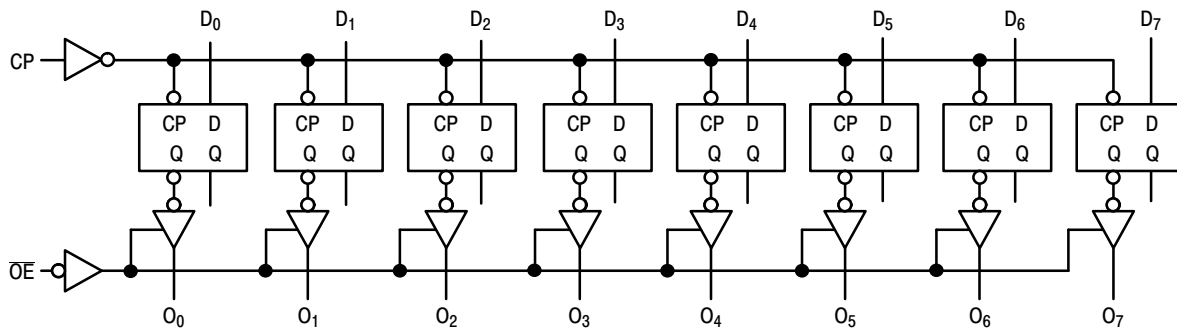 D₀ D₁ D₂ D₃ D₄ D₅ D₆ D₇
CP
CP D CP D CP D CP D CP D CP D CP D CP D
Q Q Q Q Q Q Q Q Q Q Q Q Q Q Q Q
O̅E̅
O₀ O₁ O₂ O₃ O₄ O₅ O₆ O₇